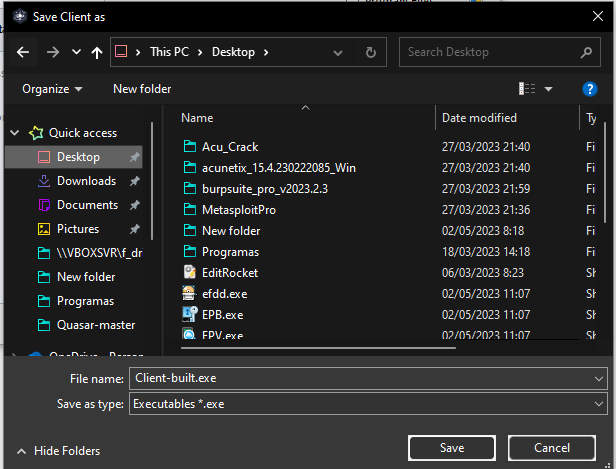 Save Client as
This PC > Desktop >
Search Desktop
Organize
New folder
Name
Date modified
Ty
Quick access
Desktop
Downloads
Documents
Pictures
\\VBOXSVR\f_dr
New folder
Programas
Quasar-master
Acu_Crack 27/03/2023 21:40 Fi
acunetix_15.4.230222085_Win 27/03/2023 21:40 Fi
burpsuite_pro_v2023.2.3 27/03/2023 21:59 Fi
MetasploitPro 27/03/2023 21:36 Fi
New folder 02/05/2023 8:18 Fi
Programas 18/03/2023 14:18 Fi
EditRocket 06/03/2023 8:23 Sh
efdd.exe 02/05/2023 11:07 Sh
EPB.exe 02/05/2023 11:07 Sh
EPV.exe 02/05/2023 11:07 Sh
File name: Client-built.exe
Save as type: Executables *.exe
Hide Folders
Save
Cancel